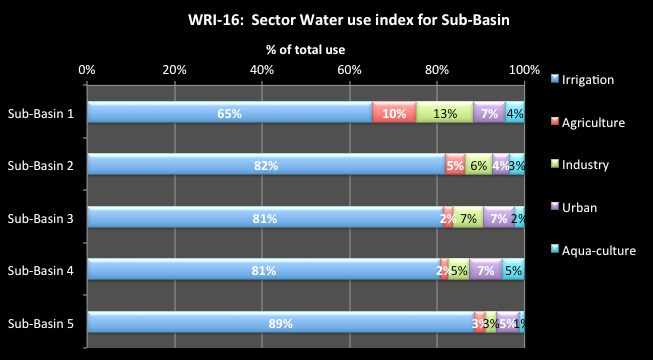 WRI-16: Sector Water use index for Sub-Basin
% of total use
0% 20% 40% 60% 80% 100%
Sub-Basin 1 65% 10% 13% 7% 4%
Sub-Basin 2 82% 5% 6% 4% 3%
Sub-Basin 3 81% 2% 7% 7% 2%
Sub-Basin 4 81% 2% 5% 7% 5%
Sub-Basin 5 89% 3% 3% 5% 1%
Irrigation
Agriculture
Industry
Urban
Aqua-culture